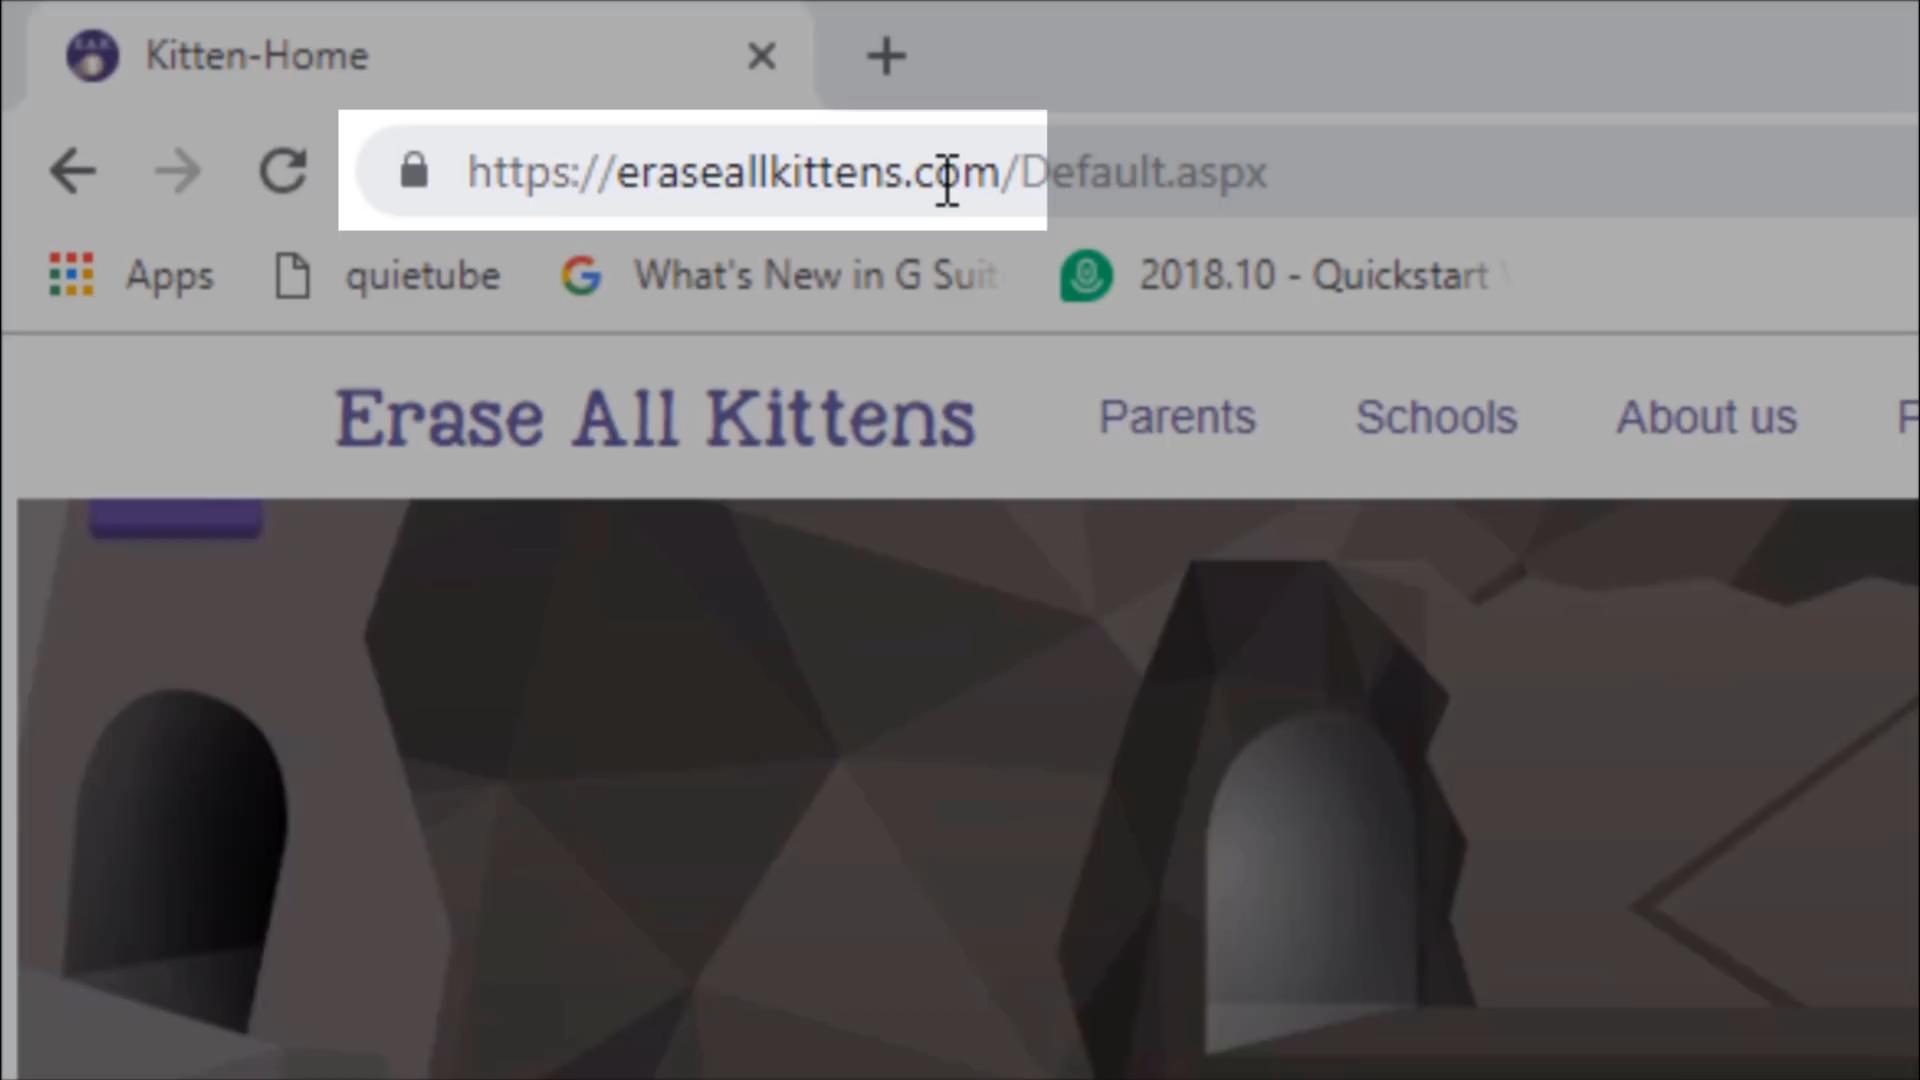 Kitten-Home
https://eraseallkittens.com/Default.aspx
Apps quietube What's New in G Suit 2018.10 - Quickstart
Erase All Kittens Parents Schools About us